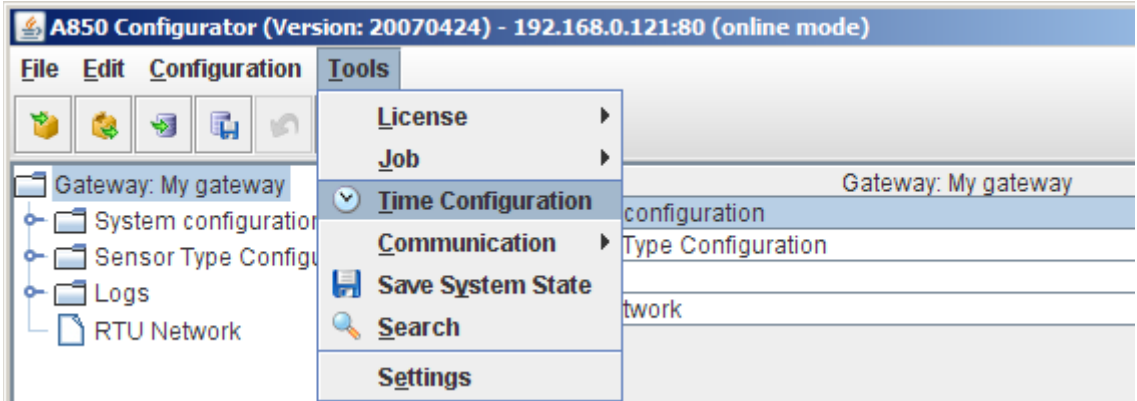 A850 Configurator (Version: 20070424) - 192.168.0.121:80 (online mode)
File Edit Configuration Tools
License
Job
Time Configuration
Communication
Save System State
Search
Settings
Gateway: My gateway
System configuration
Sensor Type Configu
Logs
RTU Network
Gateway: My gateway
configuration
Type Configuration
twork